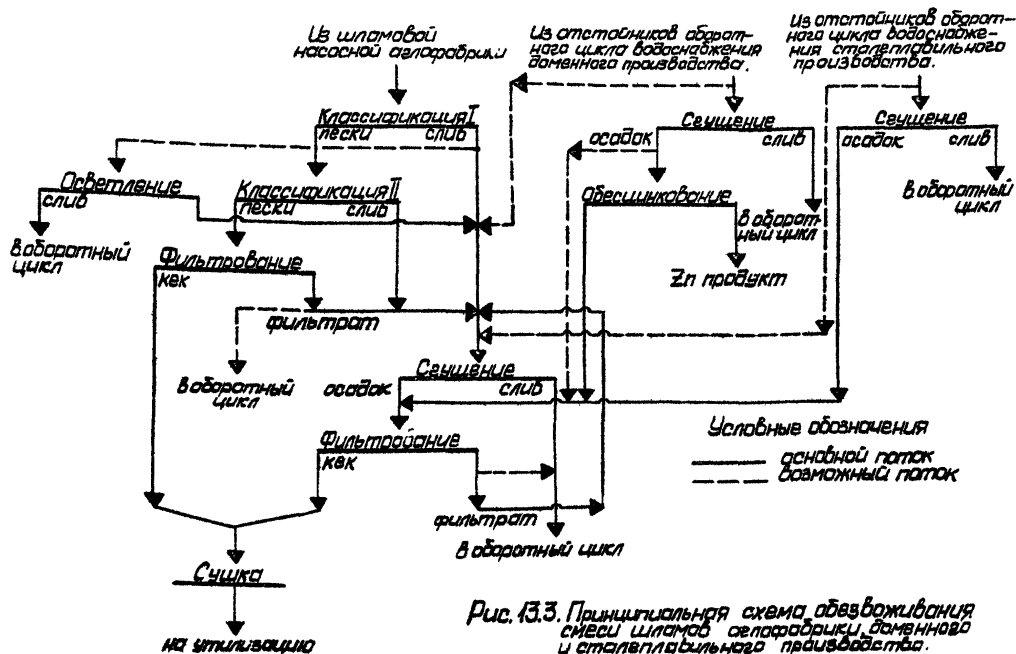 Из шламовой
насосной аглофабрики
Из отстойников оборот-
ного цикла водоснабжения
доменного производства.
Из отстойников оборот-
ного цикла водоснабже-
ния сталеплавильного
производства.
Классификация I
пески слив
Сгущение
осадок слив
Сгущение
осадок слив
Осветление
слив
Классификация II
пески слив
Обесцинкование
в оборотный
цикл
в оборот-
ный цикл
в оборотный
цикл
Фильтрование
кек
Zn продукт
фильтрат
в оборотный
цикл
Сгущение
осадок слив
Фильтрование
кек
Условные обозначения
основной поток
возможный поток
фильтрат
в оборотный цикл
Сушка
на утилизацию
Рис. 13.3. Принципиальная схема обезвоживания
смеси шламов аглофабрики, доменного
и сталеплавильного производства.